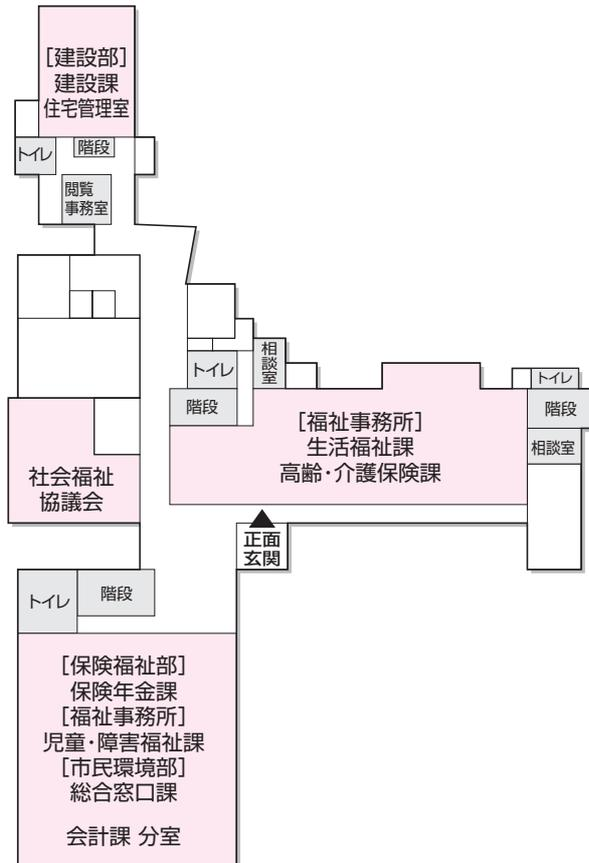 [建設部]
建設課
住宅管理室
トイレ
階段
閲覧
事務室
相談室
トイレ
階段
[福祉事務所]
生活福祉課
高齢・介護保険課
トイレ
階段
相談室
社会福祉
協議会
正面
玄関
トイレ
階段
[保険福祉部]
保険年金課
[福祉事務所]
児童・障害福祉課
[市民環境部]
総合窓口課
会計課 分室